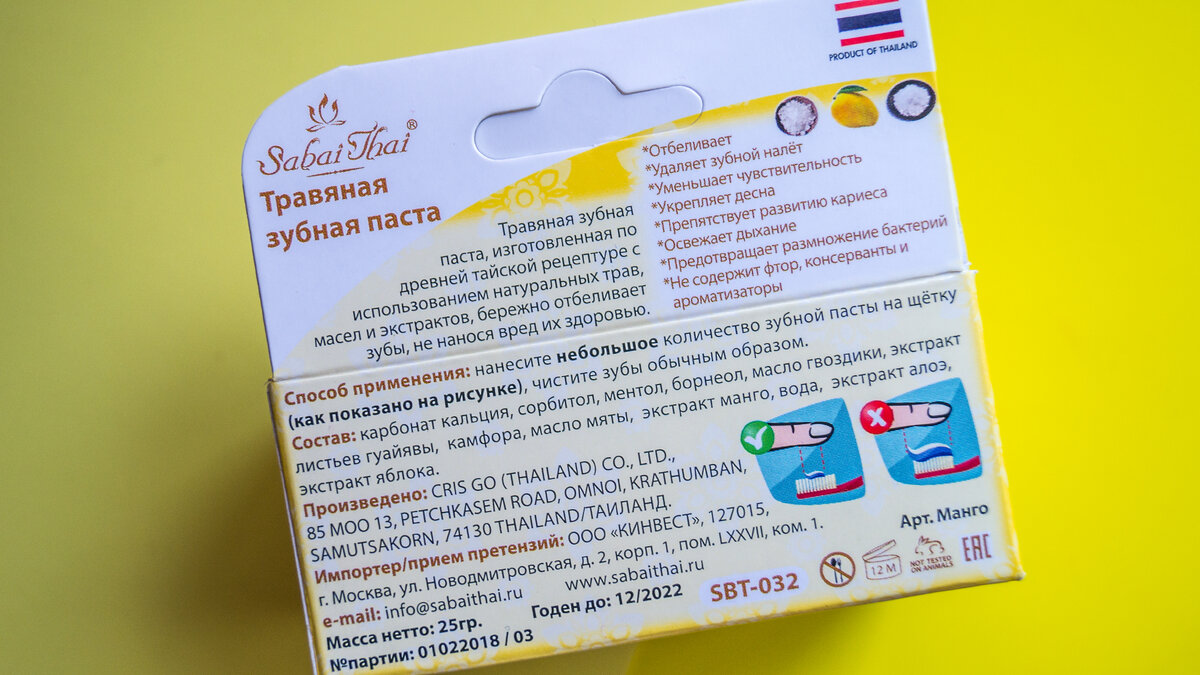 PRODUCT OF THAILAND
Sabai Thai®
Травяная
зубная паста
Травяная зубная
паста, изготовленная по
древней тайской рецептуре с
использованием натуральных трав,
масел и экстрактов, бережно отбеливает
зубы, не нанося вред их здоровью.
*Отбеливает
*Удаляет зубной налёт
*Уменьшает чувствительность
*Укрепляет десна
*Препятствует развитию кариеса
*Освежает дыхание
*Предотвращает размножение бактерий
*Не содержит фтор, консерванты и
ароматизаторы
Способ применения: нанесите небольшое количество зубной пасты на щётку
(как показано на рисунке), чистите зубы обычным образом.
Состав: карбонат кальция, сорбитол, ментол, борнеол, масло гвоздики, экстракт
листьев гуайявы, камфора, масло мяты, экстракт манго, вода, экстракт алоэ,
экстракт яблока.
Произведено: CRIS GO (THAILAND) CO., LTD.,
85 MOO 13, PETCHKASEM ROAD, OMNOI, KRATHUMBAN,
SAMUTSAKORN, 74130 THAILAND/ТАИЛАНД.
Импортер/прием претензий: ООО «КИНВЕСТ», 127015,
г. Москва, ул. Новодмитровская, д. 2, корп. 1, пом. LXXVII, ком. 1.
e-mail: info@sabaithai.ru www.sabaithai.ru
Масса нетто: 25гр. Годен до: 12/2022 SBT-032
№партии: 01022018 / 03
Арт. Манго
12 M
NOT TESTED
ON ANIMALS
EAC